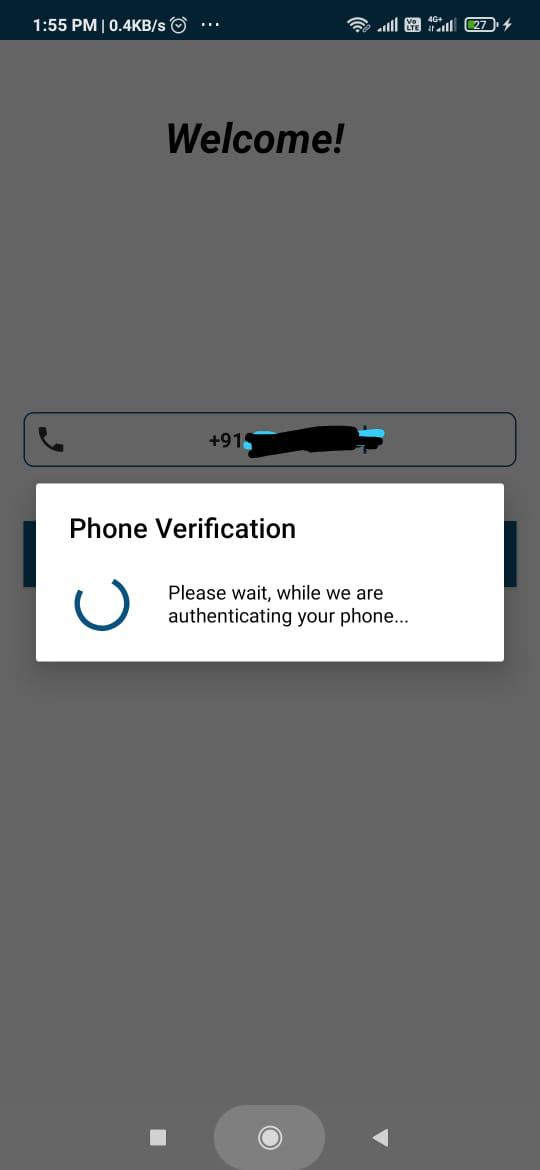 1:55 PM | 0.4KB/s ...
Vo LTE 4G+ 27
Welcome!
+91
Phone Verification
Please wait, while we are
authenticating your phone...